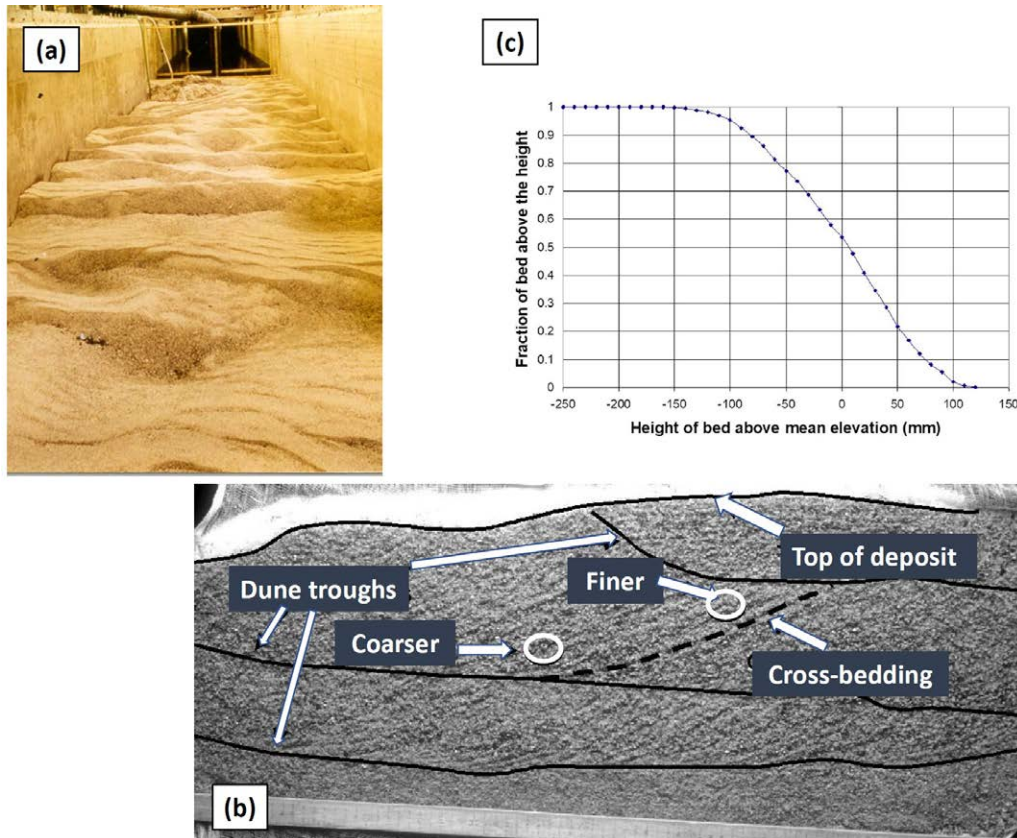 (a)
(c)
Fraction of bed above the height
1
0.9
0.8
0.7
0.6
0.5
0.4
0.3
0.2
0.1
0
-250 -200 -150 -100 -50 0 50 100 150
Height of bed above mean elevation (mm)
Top of deposit
Dune troughs
Finer
Coarser
Cross-bedding
(b)